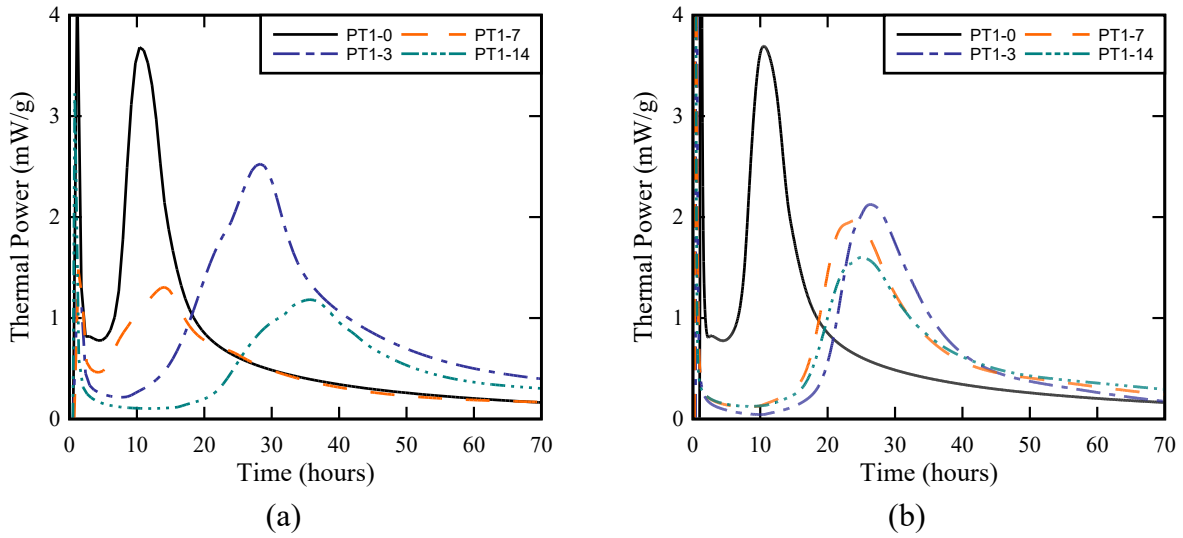 4
3
2
1
0
Thermal Power (mW/g)
PT1-0 PT1-7
PT1-3 PT1-14
0 10 20 30 40 50 60 70
Time (hours)
(a)
4
3
2
1
0
Thermal Power (mW/g)
PT1-0 PT1-7
PT1-3 PT1-14
0 10 20 30 40 50 60 70
Time (hours)
(b)